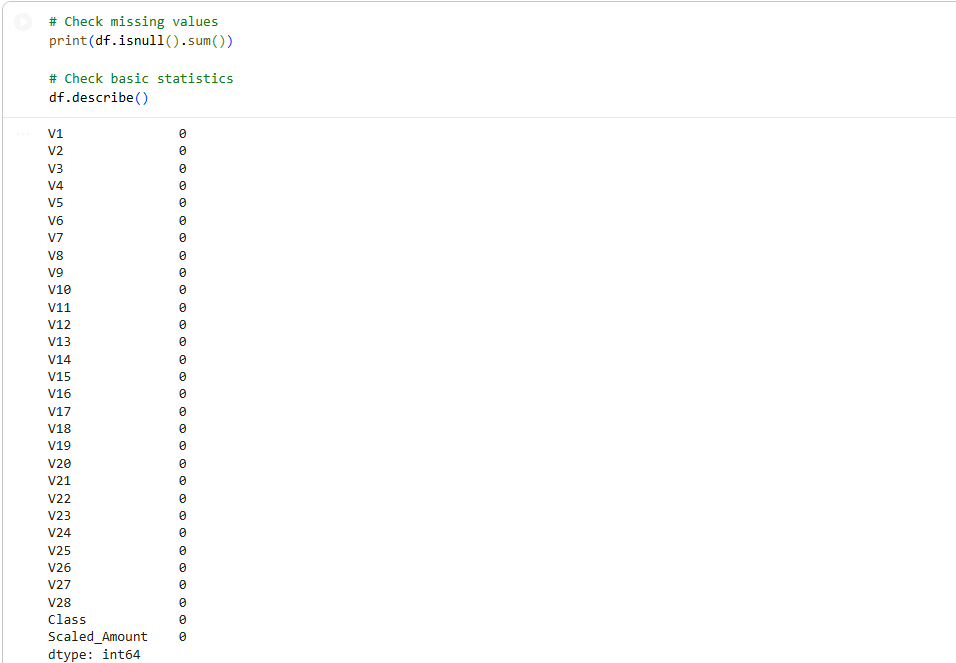 # Check missing values
print(df.isnull().sum())
# Check basic statistics
df.describe()
V1 0
V2 0
V3 0
V4 0
V5 0
V6 0
V7 0
V8 0
V9 0
V10 0
V11 0
V12 0
V13 0
V14 0
V15 0
V16 0
V17 0
V18 0
V19 0
V20 0
V21 0
V22 0
V23 0
V24 0
V25 0
V26 0
V27 0
V28 0
Class 0
Scaled_Amount 0
dtype: int64